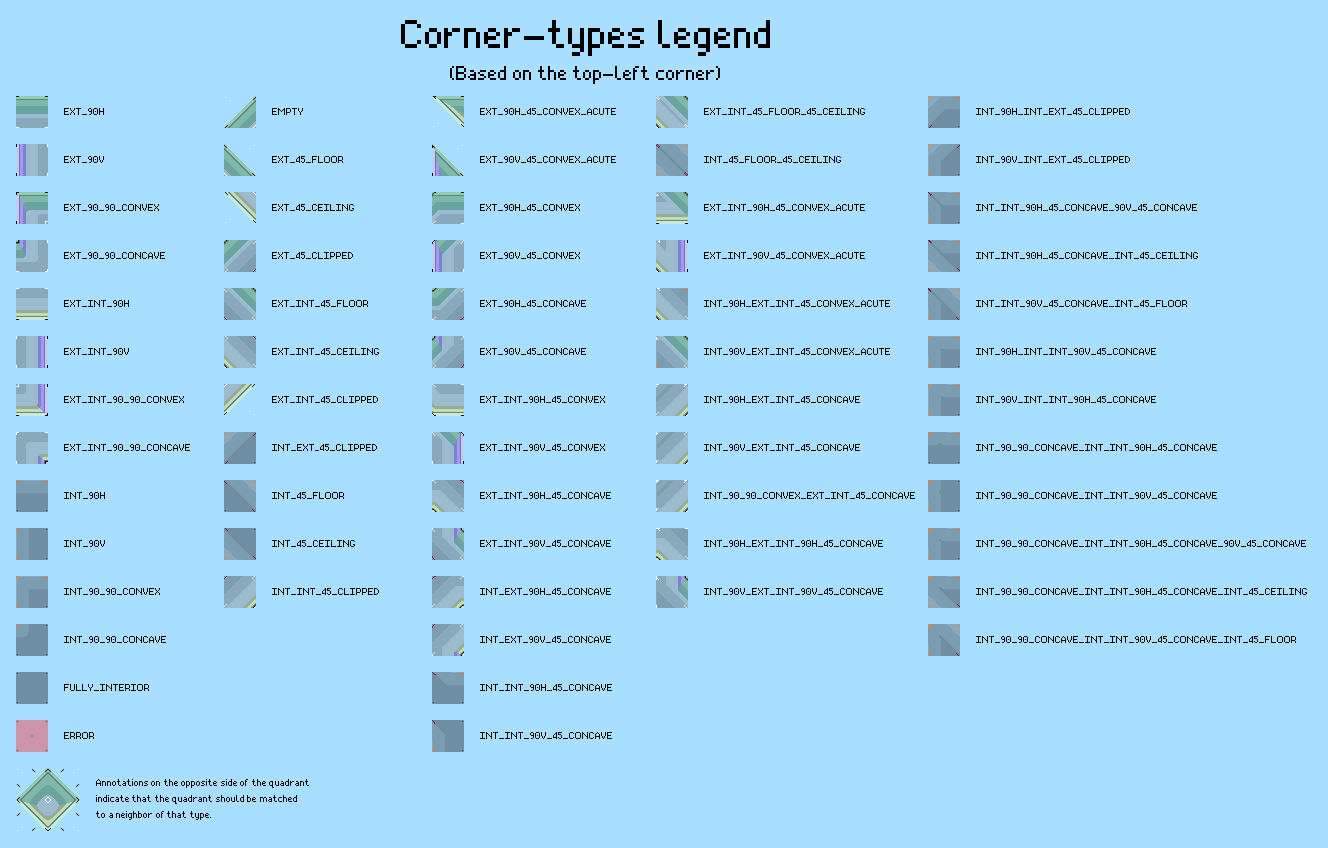 Corner-types legend
(Based on the top-left corner)
EXT_90H
EXT_90V
EXT_90_90_CONVEX
EXT_90_90_CONCAVE
EXT_INT_90H
EXT_INT_90V
EXT_INT_90_90_CONVEX
EXT_INT_90_90_CONCAVE
INT_90H
INT_90V
INT_90_90_CONVEX
INT_90_90_CONCAVE
FULLY_INTERIOR
ERROR
EMPTY
EXT_45_FLOOR
EXT_45_CEILING
EXT_45_CLIPPED
EXT_INT_45_FLOOR
EXT_INT_45_CEILING
EXT_INT_45_CLIPPED
INT_EXT_45_CLIPPED
INT_45_FLOOR
INT_45_CEILING
INT_INT_45_CLIPPED
EXT_90H_45_CONVEX_ACUTE
EXT_90V_45_CONVEX_ACUTE
EXT_90H_45_CONVEX
EXT_90V_45_CONVEX
EXT_90H_45_CONCAVE
EXT_90V_45_CONCAVE
EXT_INT_90H_45_CONVEX
EXT_INT_90V_45_CONVEX
EXT_INT_90H_45_CONCAVE
EXT_INT_90V_45_CONCAVE
INT_EXT_90H_45_CONCAVE
INT_EXT_90V_45_CONCAVE
INT_INT_90H_45_CONCAVE
INT_INT_90V_45_CONCAVE
EXT_INT_45_FLOOR_45_CEILING
INT_45_FLOOR_45_CEILING
EXT_INT_90H_45_CONVEX_ACUTE
EXT_INT_90V_45_CONVEX_ACUTE
INT_90H_EXT_INT_45_CONVEX_ACUTE
INT_90V_EXT_INT_45_CONVEX_ACUTE
INT_90H_EXT_INT_45_CONCAVE
INT_90V_EXT_INT_45_CONCAVE
INT_90_90_CONVEX_EXT_INT_45_CONCAVE
INT_90H_EXT_INT_90H_45_CONCAVE
INT_90V_EXT_INT_90V_45_CONCAVE
INT_90H_INT_EXT_45_CLIPPED
INT_90V_INT_EXT_45_CLIPPED
INT_INT_90H_45_CONCAVE_90V_45_CONCAVE
INT_INT_90H_45_CONCAVE_INT_45_CEILING
INT_INT_90V_45_CONCAVE_INT_45_FLOOR
INT_90H_INT_INT_90V_45_CONCAVE
INT_90V_INT_INT_90H_45_CONCAVE
INT_90_90_CONCAVE_INT_INT_90H_45_CONCAVE
INT_90_90_CONCAVE_INT_INT_90V_45_CONCAVE
INT_90_90_CONCAVE_INT_INT_90H_45_CONCAVE_90V_45_CONCAVE
INT_90_90_CONCAVE_INT_INT_90H_45_CONCAVE_INT_45_CEILING
INT_90_90_CONCAVE_INT_INT_90V_45_CONCAVE_INT_45_FLOOR
Annotations on the opposite side of the quadrant
indicate that the quadrant should be matched
to a neighbor of that type.